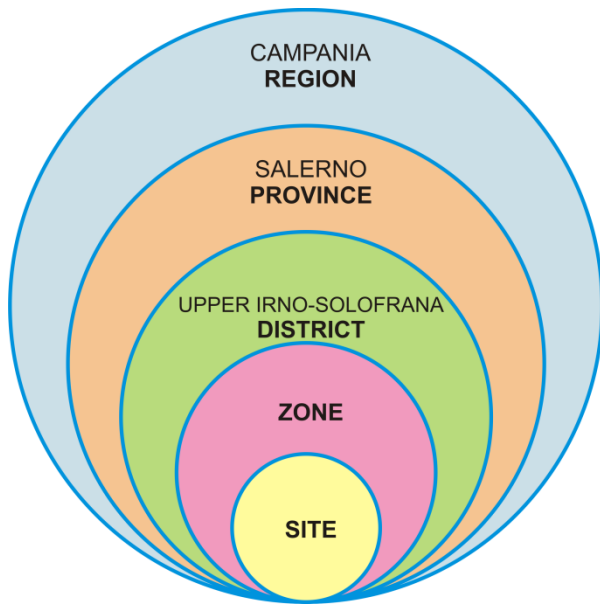 CAMPANIA
REGION
SALERNO
PROVINCE
UPPER IRNO-SOLOFRANA
DISTRICT
ZONE
SITE